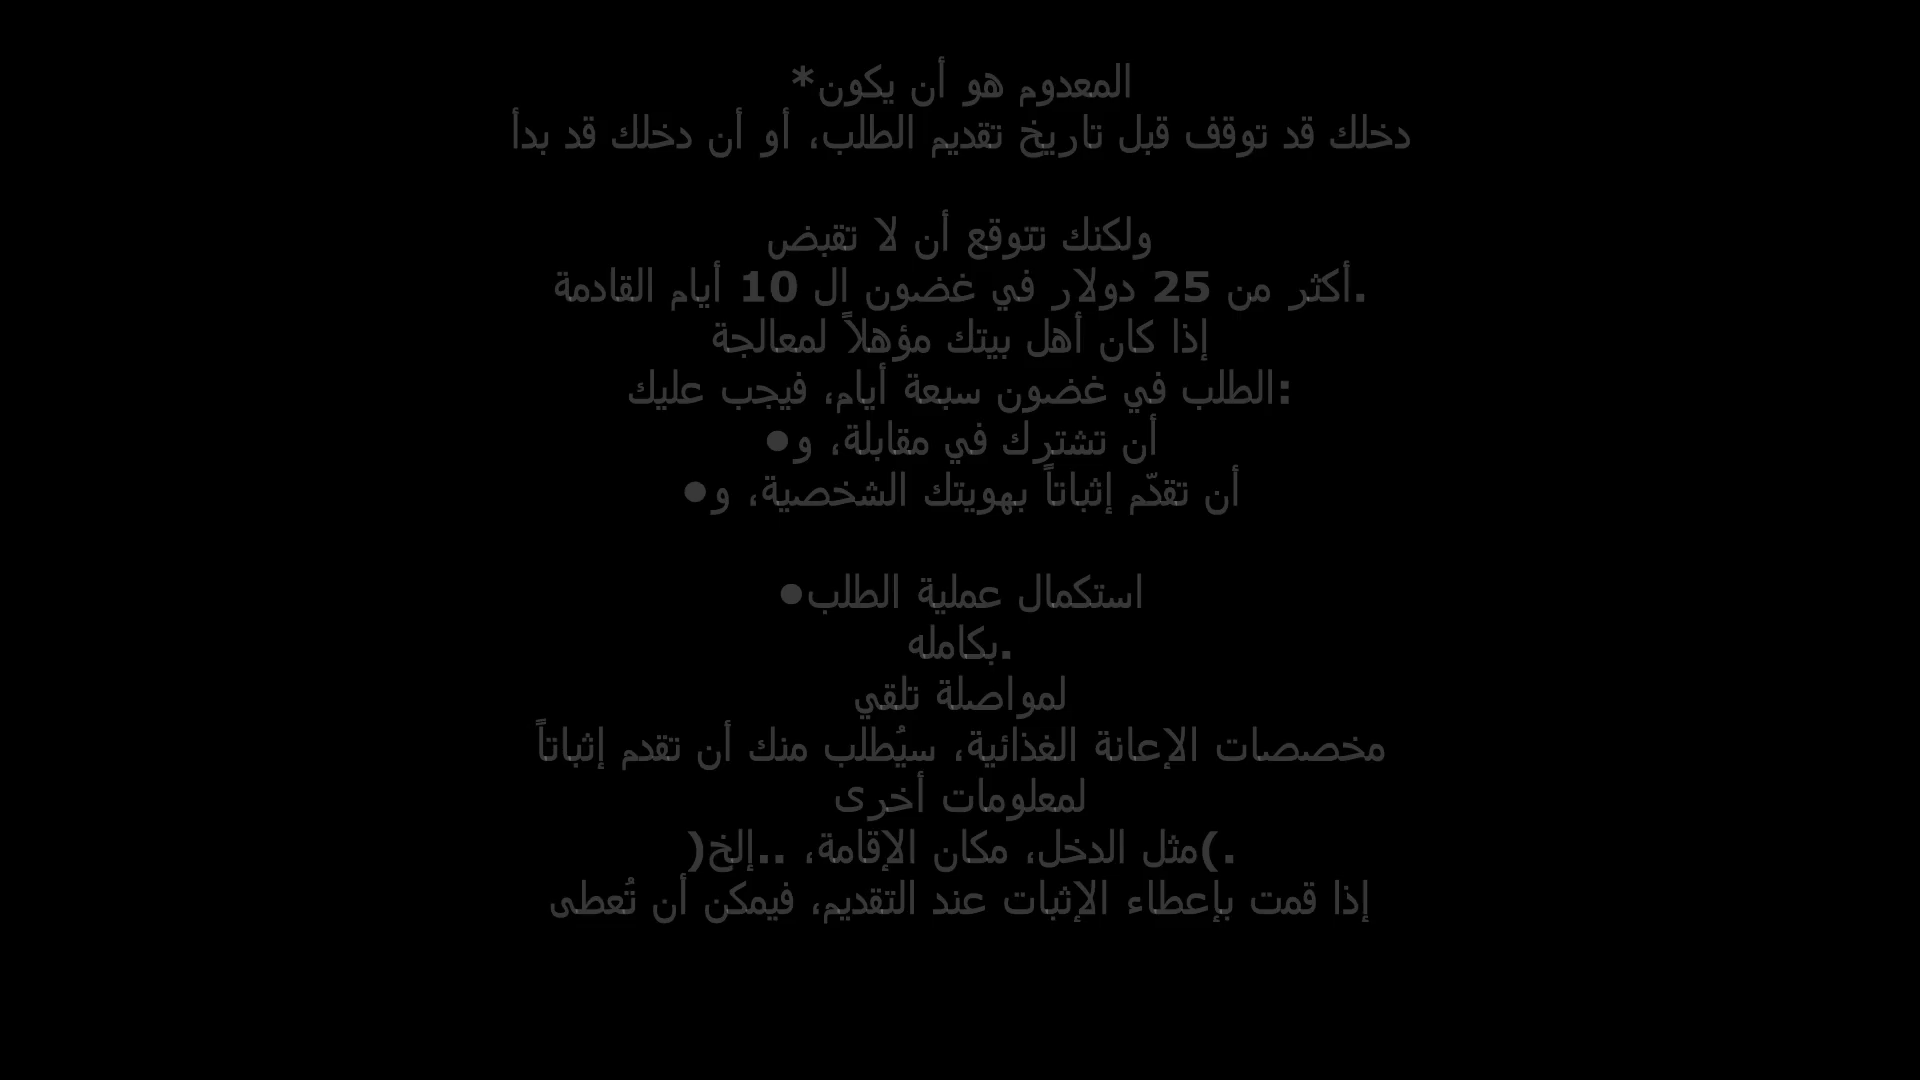 *المعدوم هو أن يكون
دخلك قد توقف قبل تاريخ تقديم الطلب، أو أن دخلك قد بدأ
ولكنك تتوقع أن لا تقبض
أكثر من 25 دولار في غضون ال 10 أيام القادمة.
إذا كان أهل بيتك مؤهلاً لمعالجة
الطلب في غضون سبعة أيام، فيجب عليك:
أن تشترك في مقابلة، و●
أن تقدّم إثباتاً بهويتك الشخصية، و●
استكمال عملية الطلب●
بكامله.
لمواصلة تلقي
مخصصات الإعانة الغذائية، سيُطلب منك أن تقدم إثباتاً
لمعلومات أخرى
(مثل الدخل، مكان الإقامة، ..إلخ).
إذا قمت بإعطاء الإثبات عند التقديم، فيمكن أن تُعطى